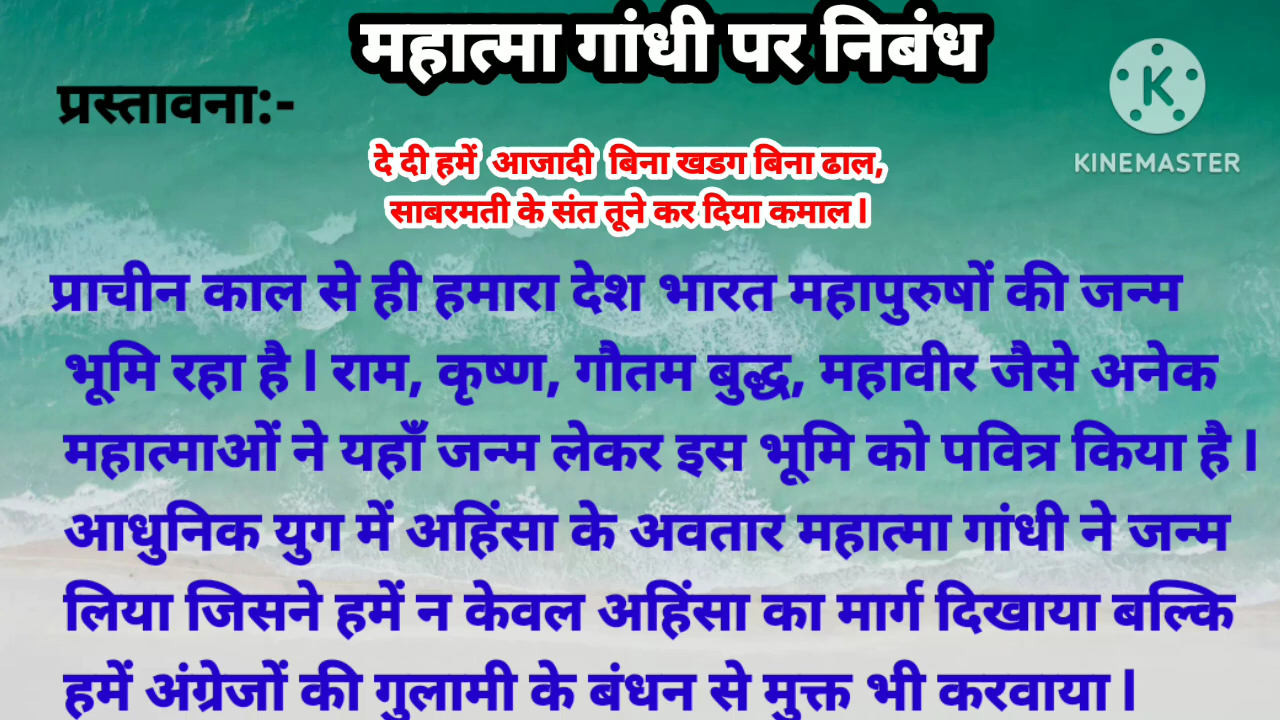 महात्मा गांधी पर निबंध
प्रस्तावना:-
K
KINEMASTER
दे दी हमें आजादी बिना खडग बिना ढाल,
साबरमती के संत तूने कर दिया कमाल।
प्राचीन काल से ही हमारा देश भारत महापुरुषों की जन्म
भूमि रहा है। राम, कृष्ण, गौतम बुद्ध, महावीर जैसे अनेक
महात्माओं ने यहाँ जन्म लेकर इस भूमि को पवित्र किया है।
आधुनिक युग में अहिंसा के अवतार महात्मा गांधी ने जन्म
लिया जिसने हमें न केवल अहिंसा का मार्ग दिखाया बल्कि
हमें अंग्रेजों की गुलामी के बंधन से मुक्त भी करवाया।